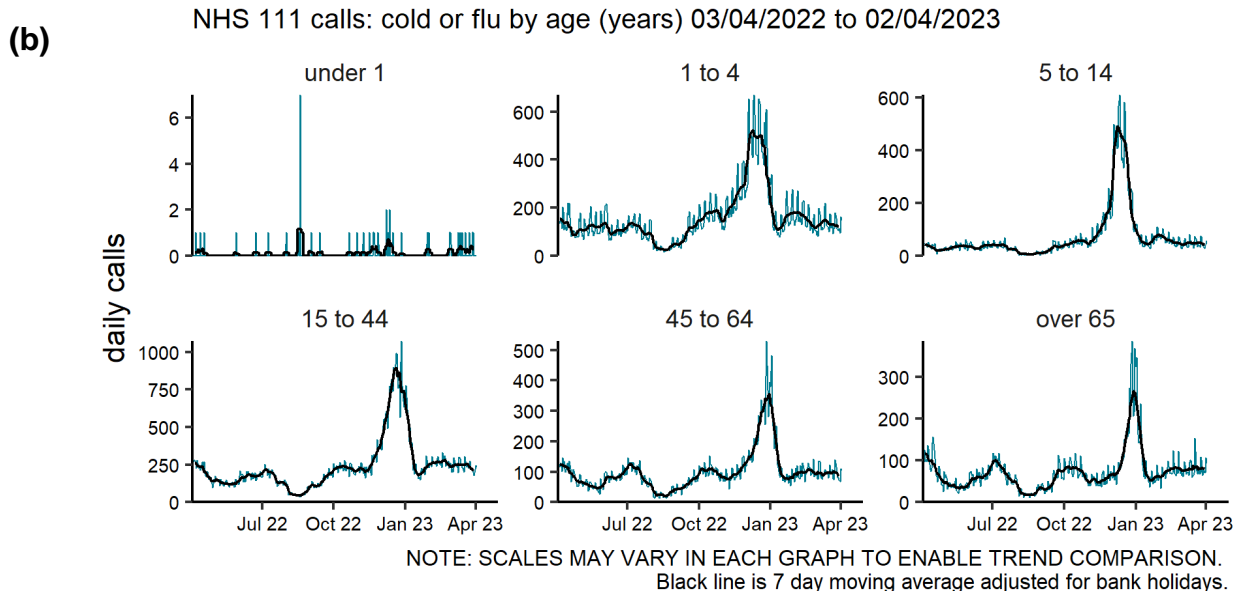 NHS 111 calls: cold or flu by age (years) 03/04/2022 to 02/04/2023
(b)
under 1
1 to 4
5 to 14
6
4
2
0
600
400
200
0
600
400
200
0
daily calls
15 to 44
45 to 64
over 65
1000
750
500
250
0
500
400
300
200
100
0
300
200
100
0
Jul 22 Oct 22 Jan 23 Apr 23
Jul 22 Oct 22 Jan 23 Apr 23
Jul 22 Oct 22 Jan 23 Apr 23
NOTE: SCALES MAY VARY IN EACH GRAPH TO ENABLE TREND COMPARISON.
Black line is 7 day moving average adjusted for bank holidays.